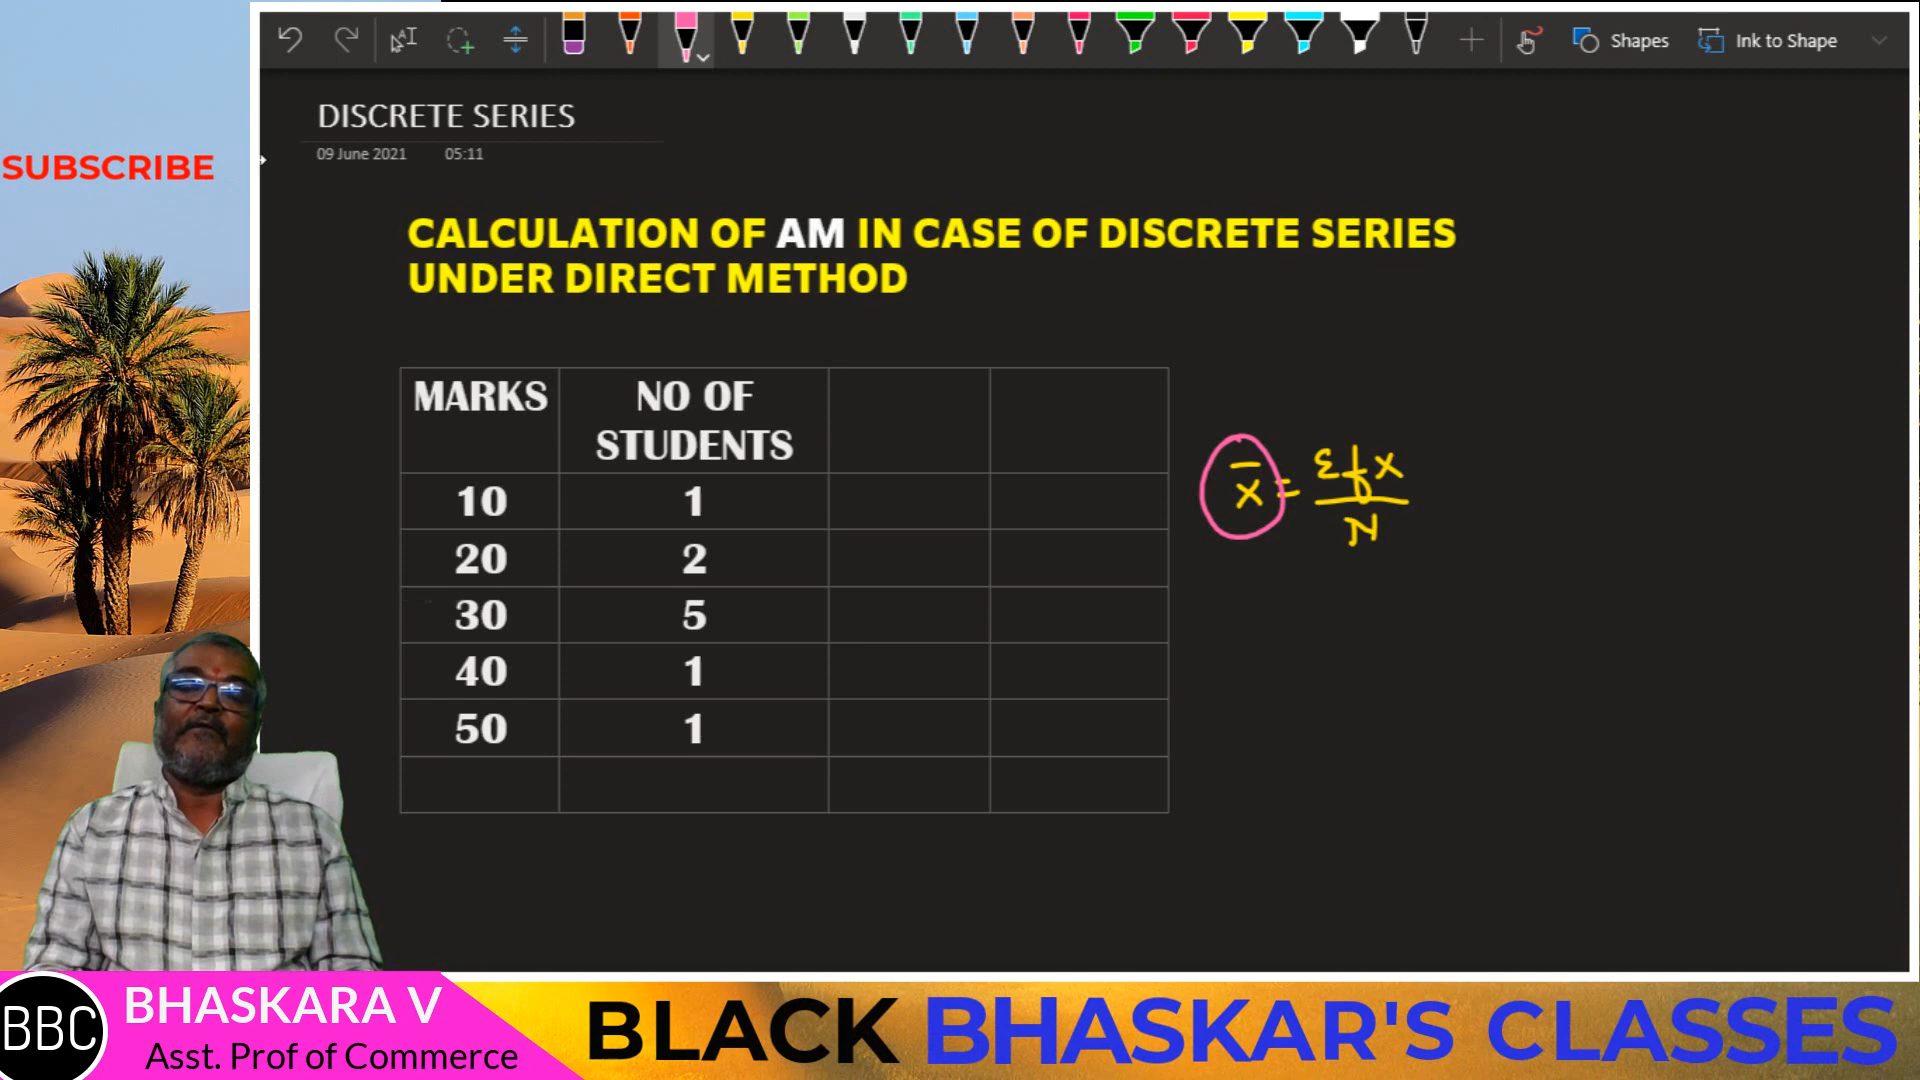 Shapes
Ink to Shape
DISCRETE SERIES
09 June 2021 05:11
SUBSCRIBE
CALCULATION OF AM IN CASE OF DISCRETE SERIES
UNDER DIRECT METHOD
MARKS NO OF STUDENTS
10 1
20 2
30 5
40 1
50 1
x̄ = Σfx / N
BBC
BHASKARA V
Asst. Prof of Commerce
BLACK BHASKAR'S CLASSES